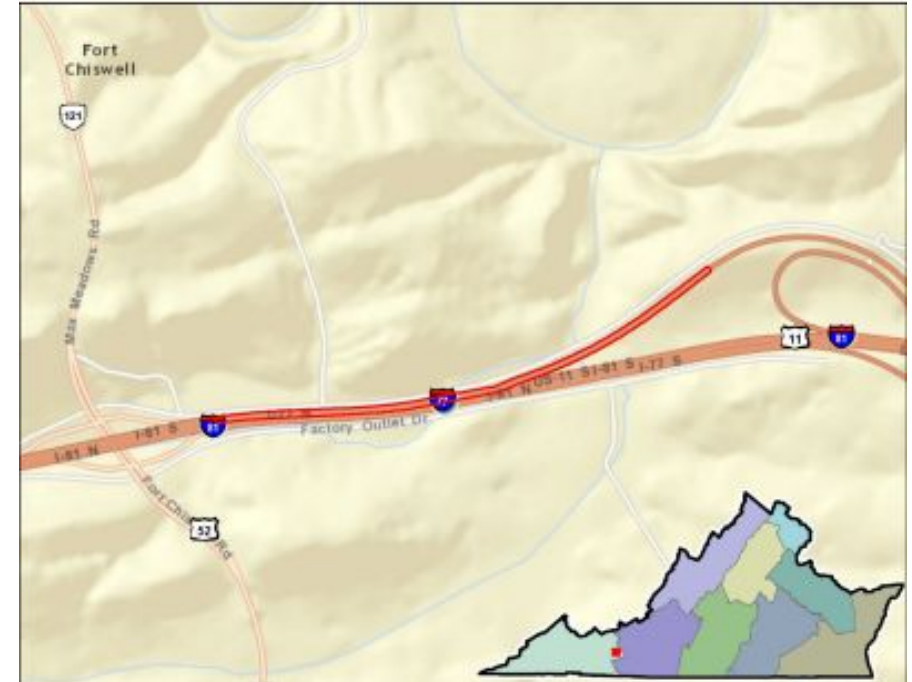 Fort
Chiswell
121
Max Meadows Rd
I-81 N
I-81 S
81
I-77 N
Factory Outlet Dr
77
I-81 N
US 11 S
I-81 S
I-77 S
11
81
52
Fort Chiswell Rd